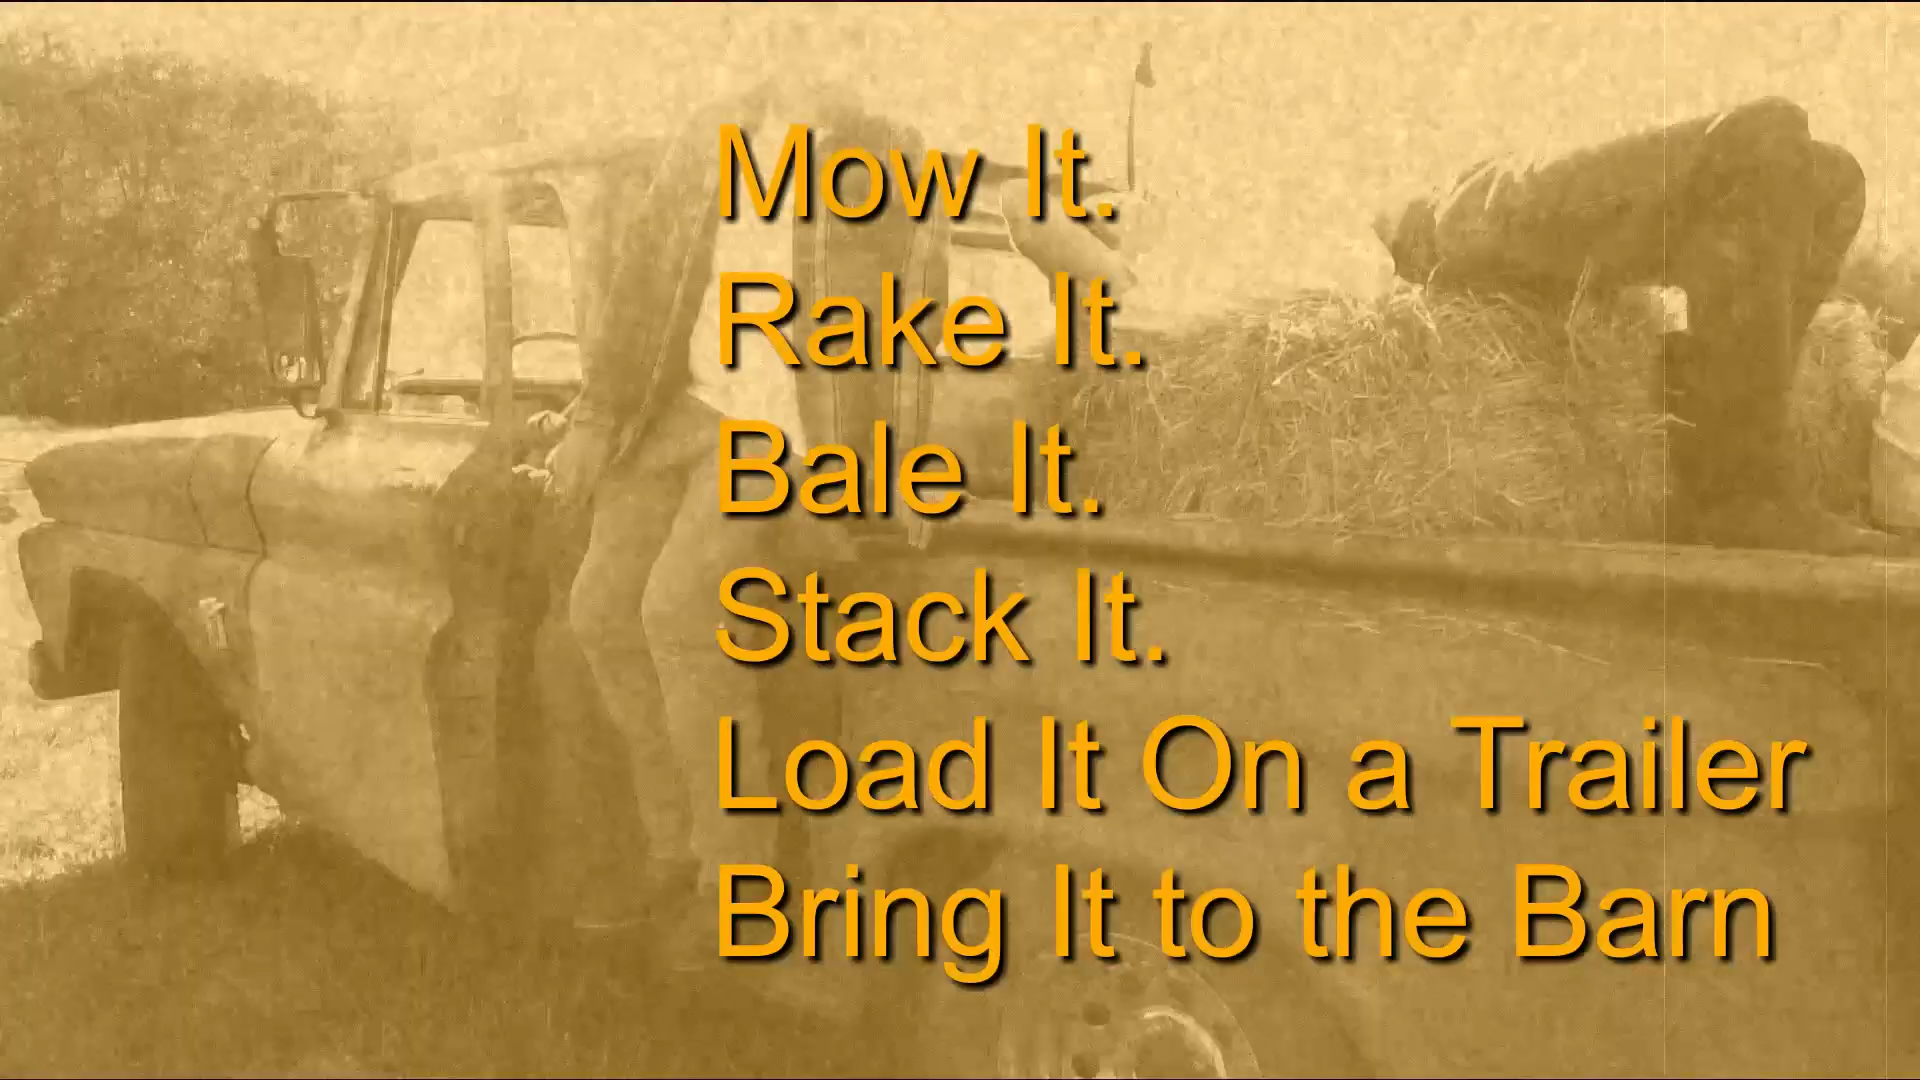 Mow It.
Rake It.
Bale It.
Stack It.
Load It On a Trailer
Bring It to the Barn